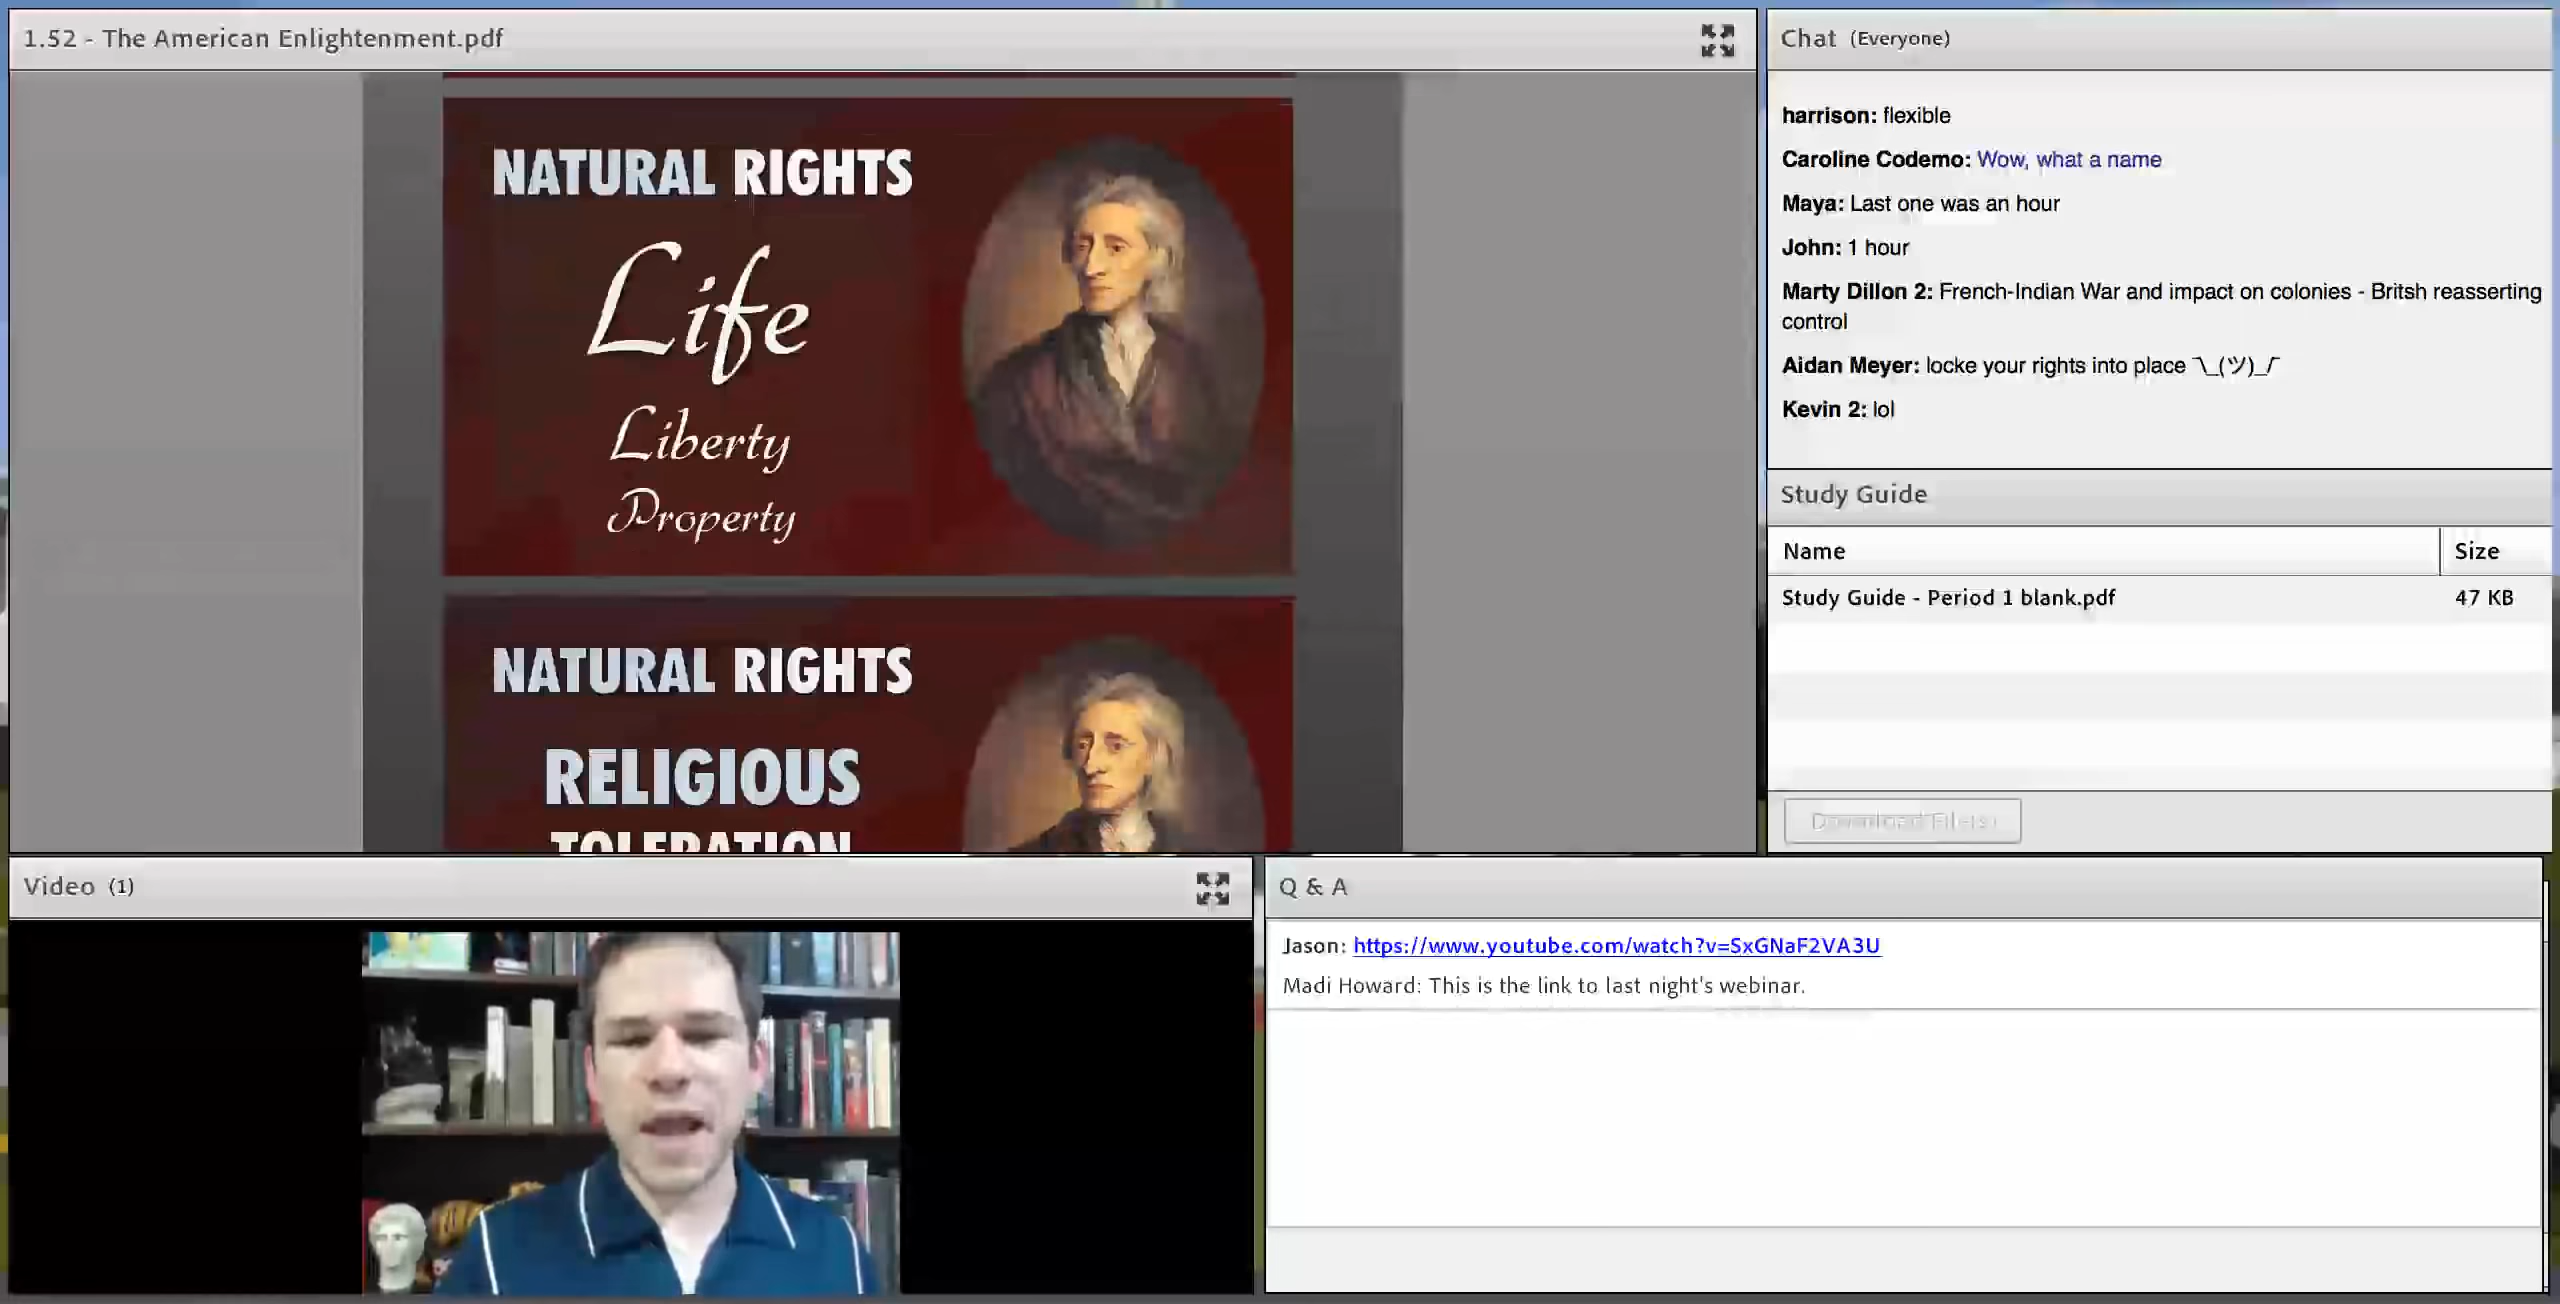 1.52 - The American Enlightenment.pdf
NATURAL RIGHTS
Life
Liberty
Property
NATURAL RIGHTS
RELIGIOUS
TOLERATION
Chat (Everyone)
harrison: flexible
Caroline Codemo: Wow, what a name
Maya: Last one was an hour
John: 1 hour
Marty Dillon 2: French-Indian War and impact on colonies - Britsh reasserting
control
Aidan Meyer: locke your rights into place ¯\_(ツ)_/¯
Kevin 2: lol
Study Guide
Name Size
Study Guide - Period 1 blank.pdf 47 KB
Download File(s)
Video (1)
Q & A
Jason: https://www.youtube.com/watch?v=SxGNaF2VA3U
Madi Howard: This is the link to last night's webinar.